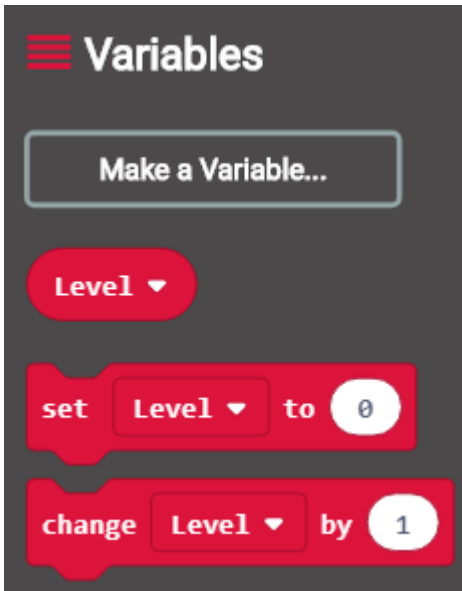 Variables
Make a Variable...
Level
set Level to 0
change Level by 1